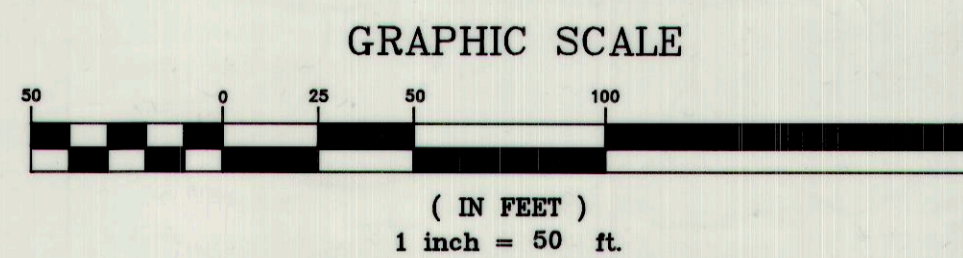 GRAPHIC SCALE
50 0 25 50 100
( IN FEET )
1 inch = 50 ft.